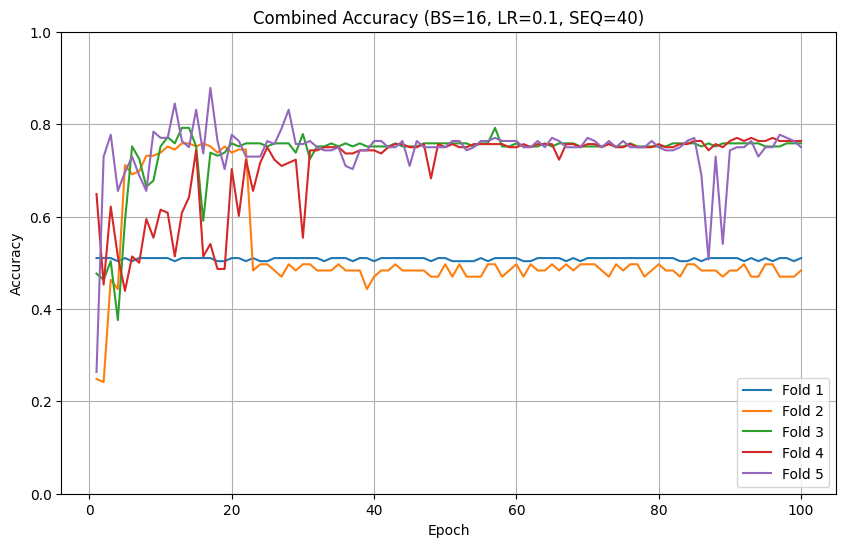 Combined Accuracy (BS=16, LR=0.1, SEQ=40)
1.0
0.8
0.6
0.4
0.2
0.0
Accuracy
0 20 40 60 80 100
Epoch
Fold 1
Fold 2
Fold 3
Fold 4
Fold 5